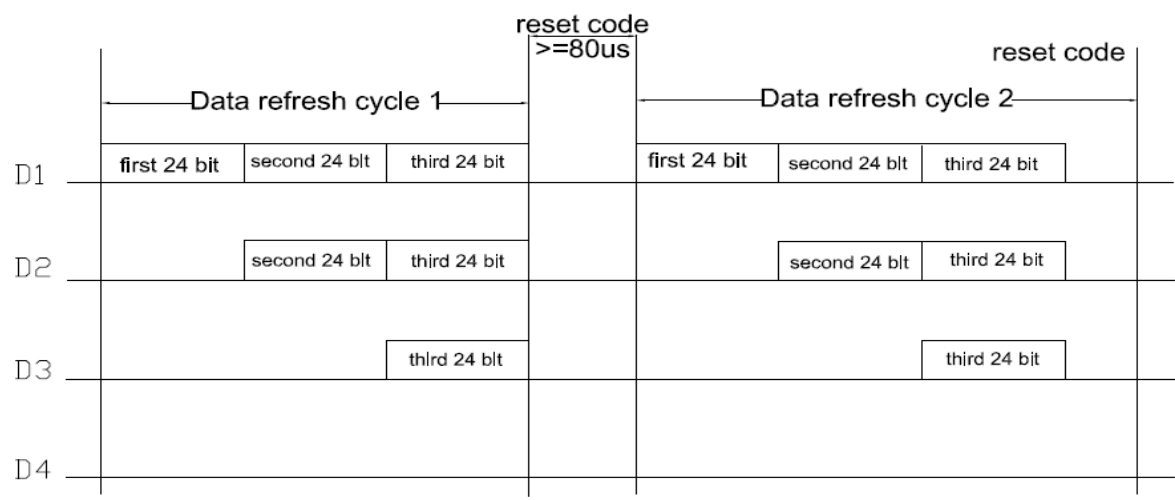 reset code
>=80us
reset code
Data refresh cycle 1
Data refresh cycle 2
D1
first 24 bit
second 24 blt
third 24 bit
first 24 bit
second 24 blt
third 24 bit
D2
second 24 blt
third 24 bit
second 24 blt
third 24 bit
D3
third 24 blt
third 24 bit
D4